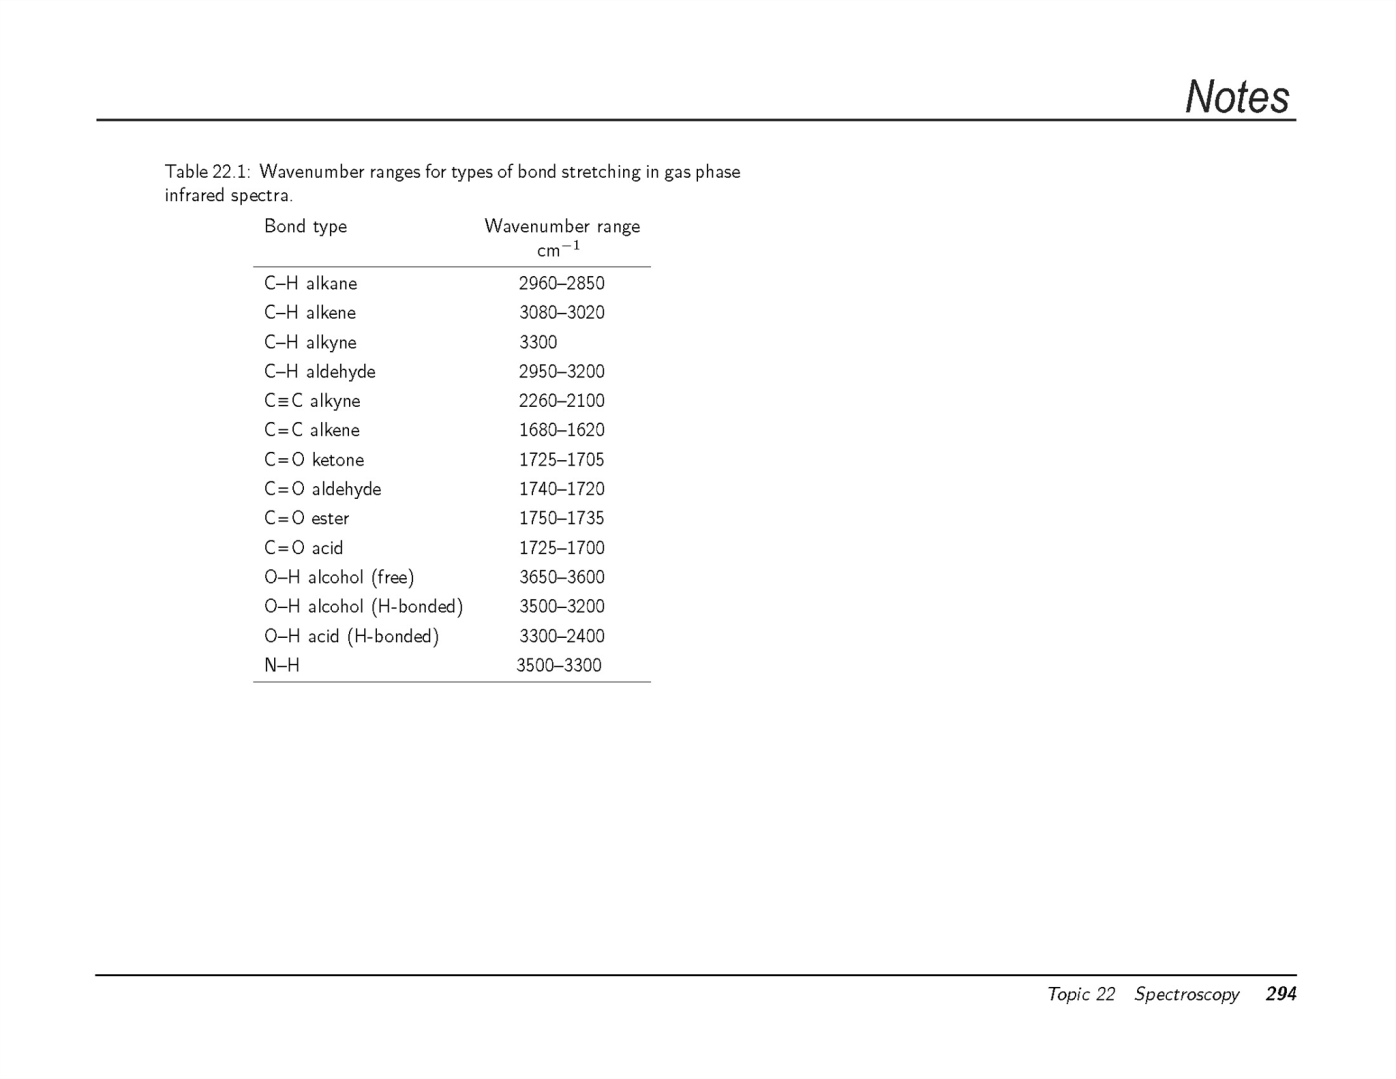 Notes
Table 22.1: Wavenumber ranges for types of bond stretching in gas phase
infrared spectra.
Bond type Wavenumber range
cm⁻¹
C–H alkane 2960–2850
C–H alkene 3080–3020
C–H alkyne 3300
C–H aldehyde 2950–3200
C≡C alkyne 2260–2100
C=C alkene 1680–1620
C=O ketone 1725–1705
C=O aldehyde 1740–1720
C=O ester 1750–1735
C=O acid 1725–1700
O–H alcohol (free) 3650–3600
O–H alcohol (H-bonded) 3500–3200
O–H acid (H-bonded) 3300–2400
N–H 3500–3300
Topic 22 Spectroscopy 294